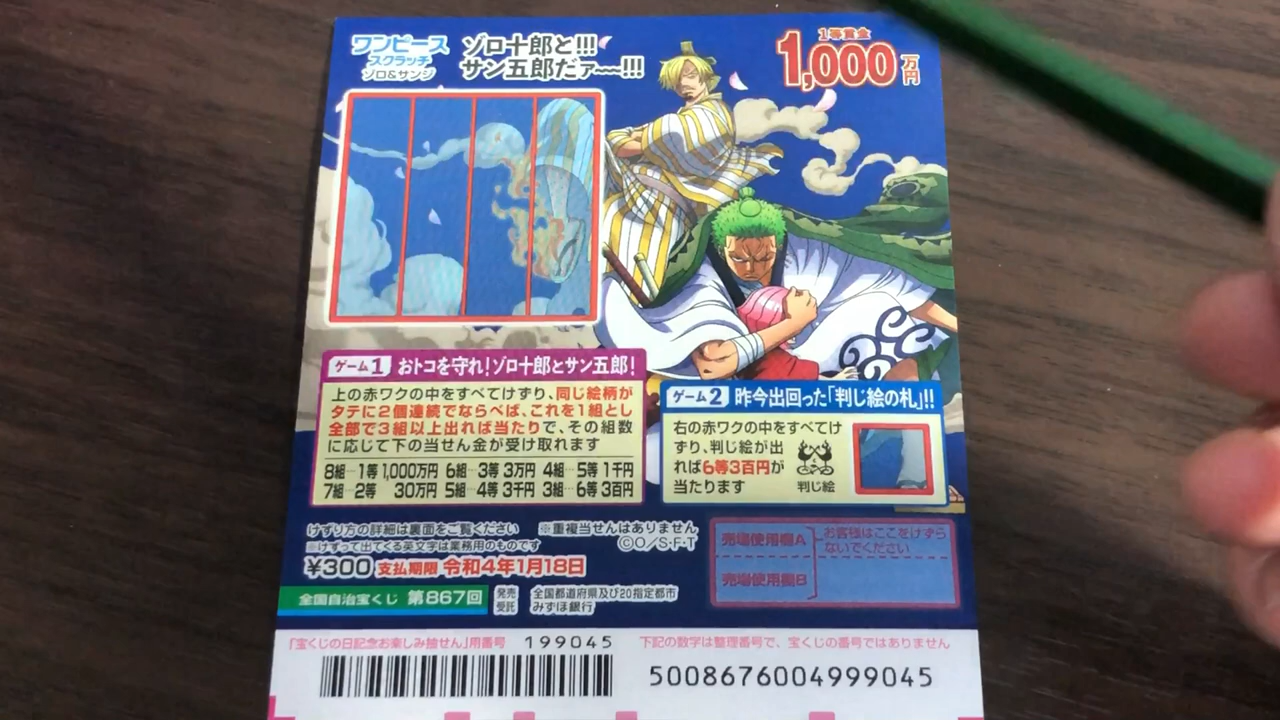 ワンピース
スクラッチ
ゾロ&サンジ
ゾロ十郎と!!!
サン五郎だァ~~!!!
1等賞金
1,000万円
ゲーム1 おトコを守れ!ゾロ十郎とサン五郎!
上の赤ワクの中をすべてけずり、同じ絵柄が
タテに2個連続でならべば、これを1組とし
全部で3組以上出れば当たりで、その組数
に応じて下の当せん金が受け取れます
8組…1等 1,000万円 6組…3等 3万円 4組…5等 1千円
7組…2等 30万円 5組…4等 3千円 3組…6等 3百円
ゲーム2 昨今出回った「判じ絵の札」!!
右の赤ワクの中をすべてけ
ずり、判じ絵が出
れば6等3百円が
当たります
判じ絵
けずり方の詳細は裏面をご覧ください ※重複当せんはありません
※けずって出てくる英文字は業務用のものです ©O/S・F・T
¥300 支払期限 令和4年1月18日
全国自治宝くじ 第867回
発売 全国都道府県及び20指定都市
受託 みずほ銀行
売場使用欄A
売場使用欄B
お客様はここをけずら
ないでください
「宝くじの日記念お楽しみ抽せん」用番号 199045
下記の数字は整理番号で、宝くじの番号ではありません
5008676004999045